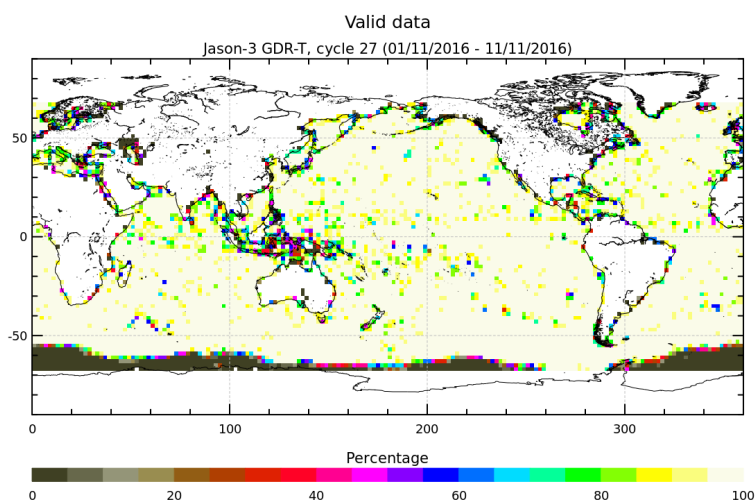 Valid data
Jason-3 GDR-T, cycle 27 (01/11/2016 - 11/11/2016)
50
0
-50
0 100 200 300
Percentage
0 20 40 60 80 100